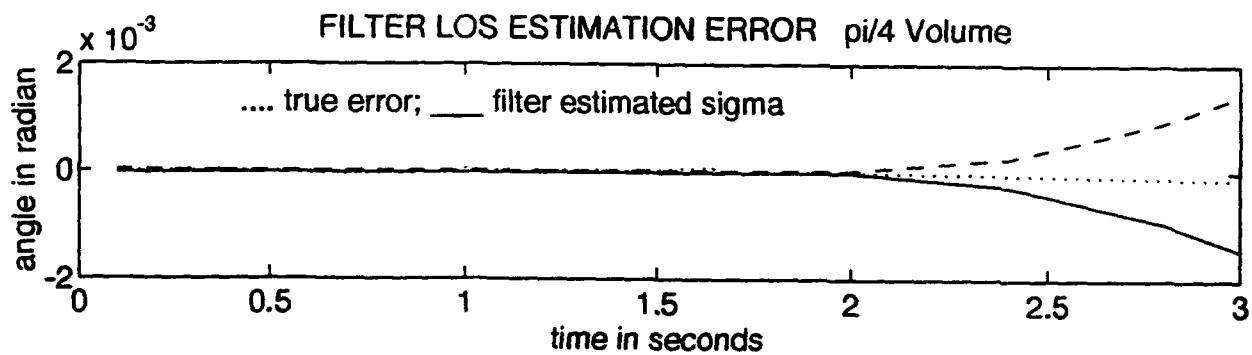 FILTER LOS ESTIMATION ERROR pi/4 Volume
x 10^-3
2
.... true error; ___ filter estimated sigma
angle in radian
0
-2
0 0.5 1 1.5 2 2.5 3
time in seconds